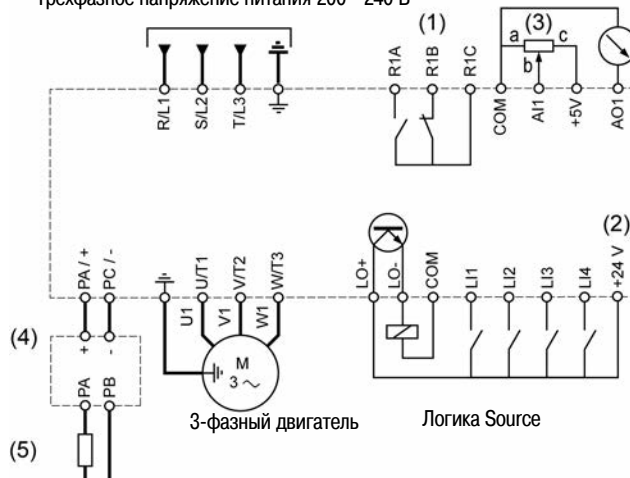 Трехфазное напряжение питания 200 – 240 В
(1)
(3)
a
c
b
R1A
R1B
R1C
COM
AI1
+5V
AO1
R/L1
S/L2
T/L3
(2)
PA / +
PC / -
U/T1
V/T2
W/T3
LO+
LO-
COM
LI1
LI2
LI3
LI4
+24 V
U1
V1
W1
(4)
+
-
M
3 ~
PA
PB
3-фазный двигатель
Логика Source
(5)